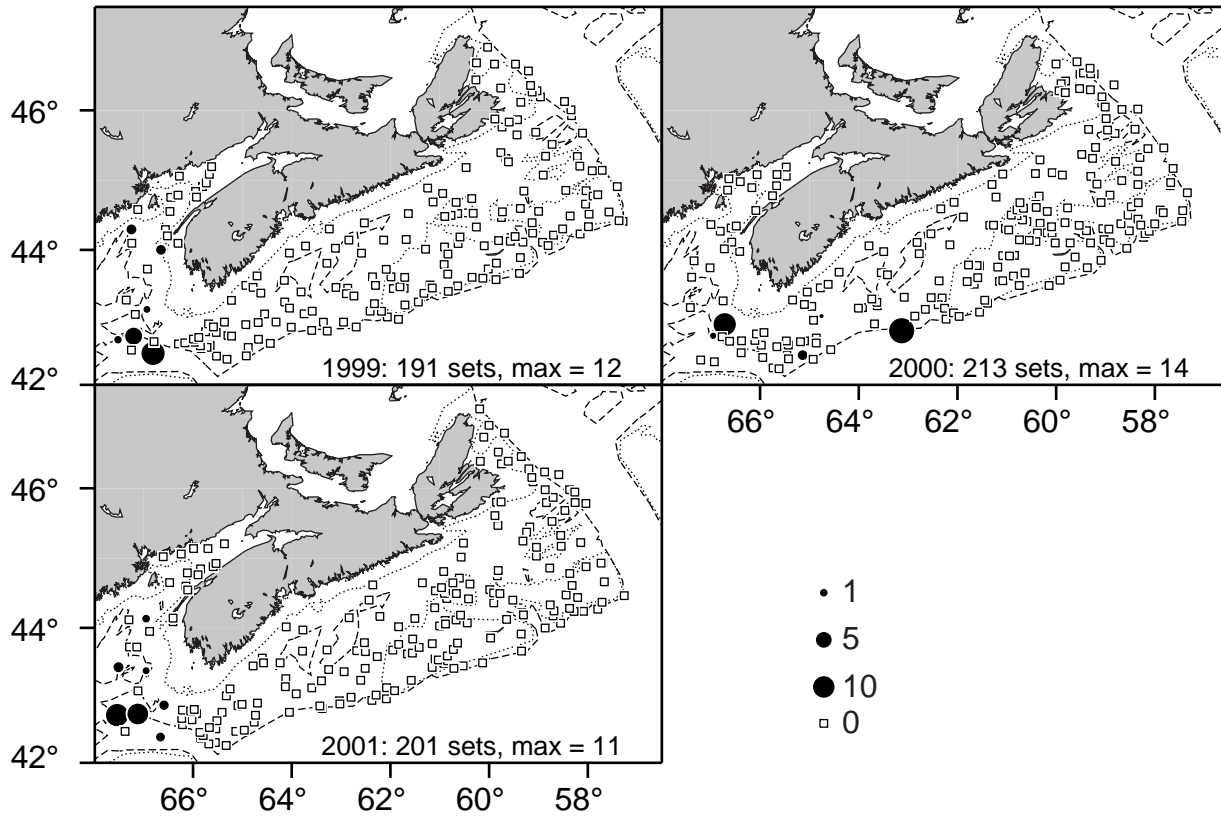 46°
44°
42°
1999: 191 sets, max = 12
2000: 213 sets, max = 14
66° 64° 62° 60° 58°
46°
44°
42°
2001: 201 sets, max = 11
66° 64° 62° 60° 58°
1
5
10
0